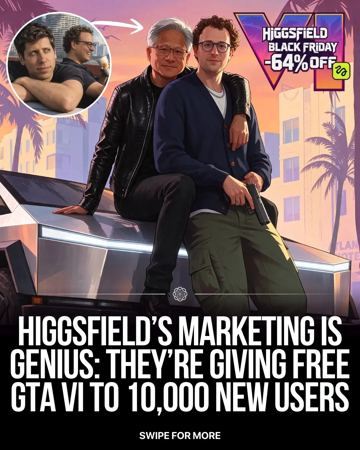 VI
HIGGSFIELD
BLACK FRIDAY
-64% OFF
HIGGSFIELD'S MARKETING IS
GENIUS: THEY'RE GIVING FREE
GTA VI TO 10,000 NEW USERS
SWIPE FOR MORE